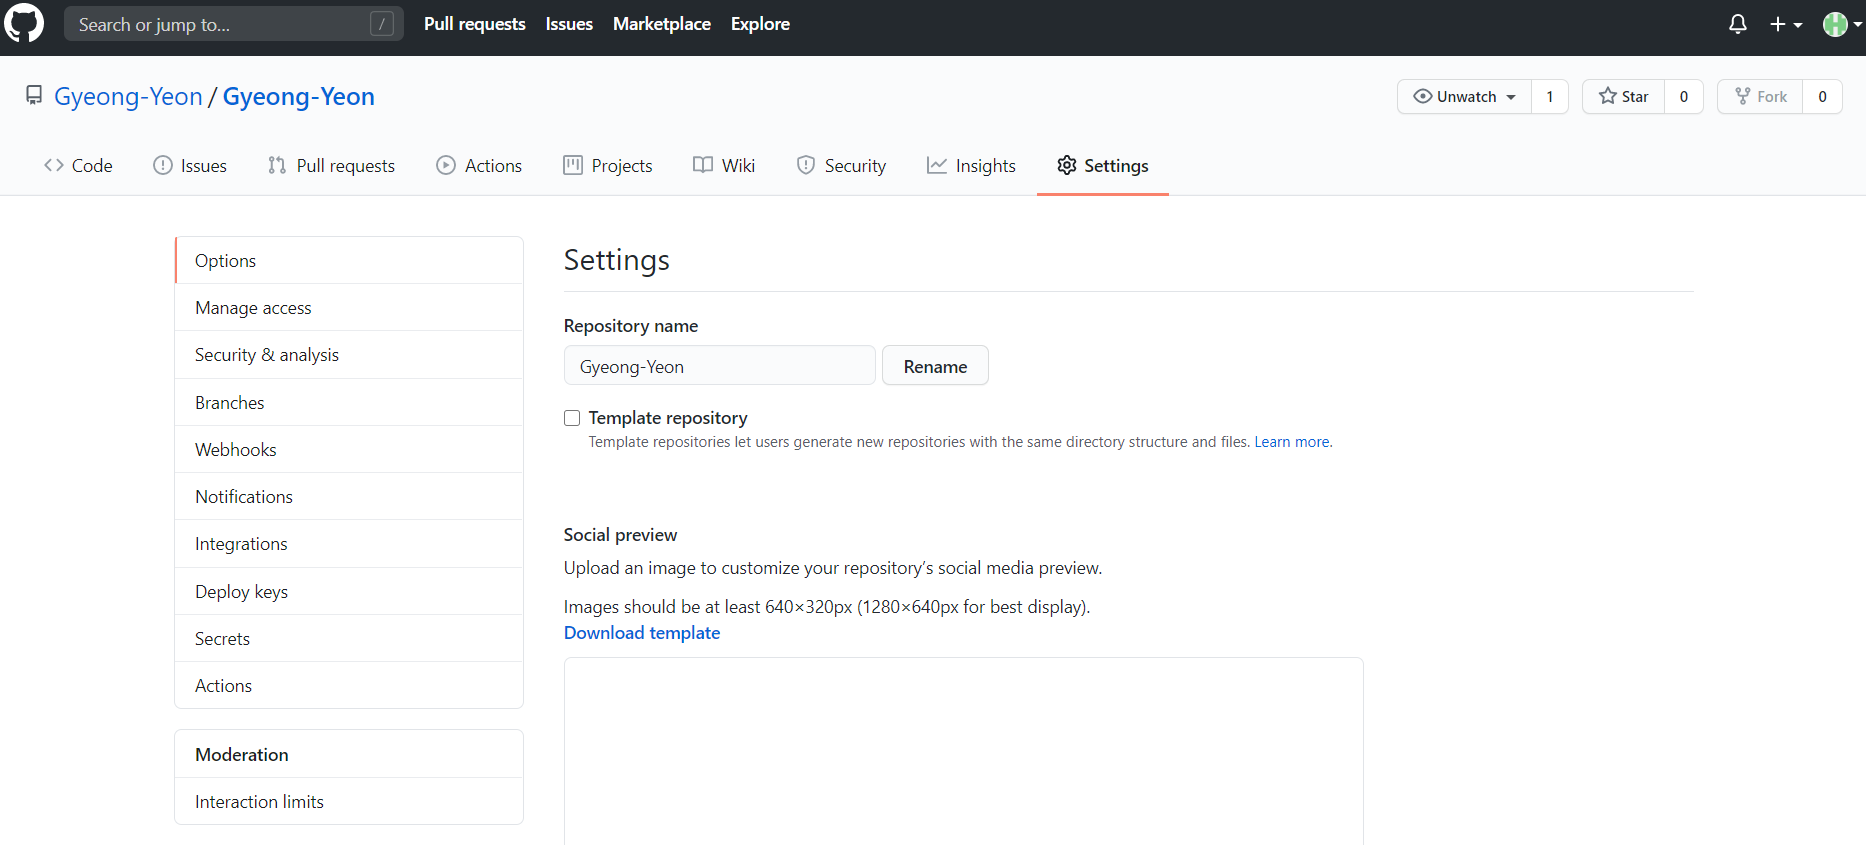 Search or jump to... /
Pull requests Issues Marketplace Explore
Gyeong-Yeon / Gyeong-Yeon
Unwatch 1 Star 0 Fork 0
Code Issues Pull requests Actions Projects Wiki Security Insights Settings
Options
Manage access
Security & analysis
Branches
Webhooks
Notifications
Integrations
Deploy keys
Secrets
Actions
Moderation
Interaction limits
Settings
Repository name
Gyeong-Yeon Rename
Template repository
Template repositories let users generate new repositories with the same directory structure and files. Learn more.
Social preview
Upload an image to customize your repository’s social media preview.
Images should be at least 640×320px (1280×640px for best display).
Download template